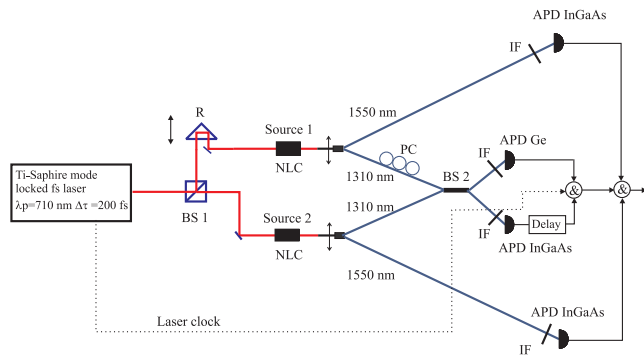 APD InGaAs
IF
1550 nm
R
Source 1
PC
APD Ge
IF
NLC
Ti-Saphire mode
locked fs laser
λp=710 nm Δτ =200 fs
1310 nm
BS 2
BS 1
&
&
1310 nm
Source 2
Delay
IF
APD InGaAs
NLC
1550 nm
Laser clock
APD InGaAs
IF